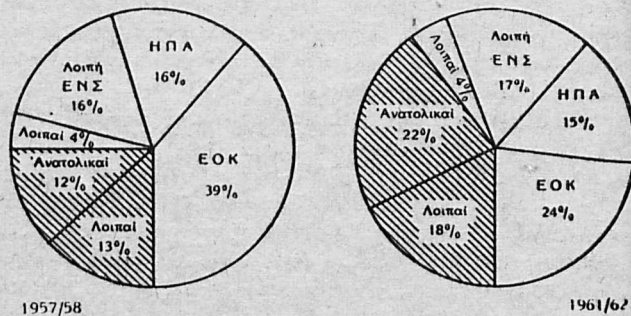 ΗΠΑ
16%
Λοιπή
ΕΝΣ
16%
Λοιπαί 4%
Ἀνατολικαί
12%
Λοιπαί
13%
ΕΟΚ
39%
1957/58
Λοιπαί 4%
Λοιπή
ΕΝΣ
17%
ΗΠΑ
15%
Ἀνατολικαί
22%
Λοιπαί
18%
ΕΟΚ
24%
1961/62